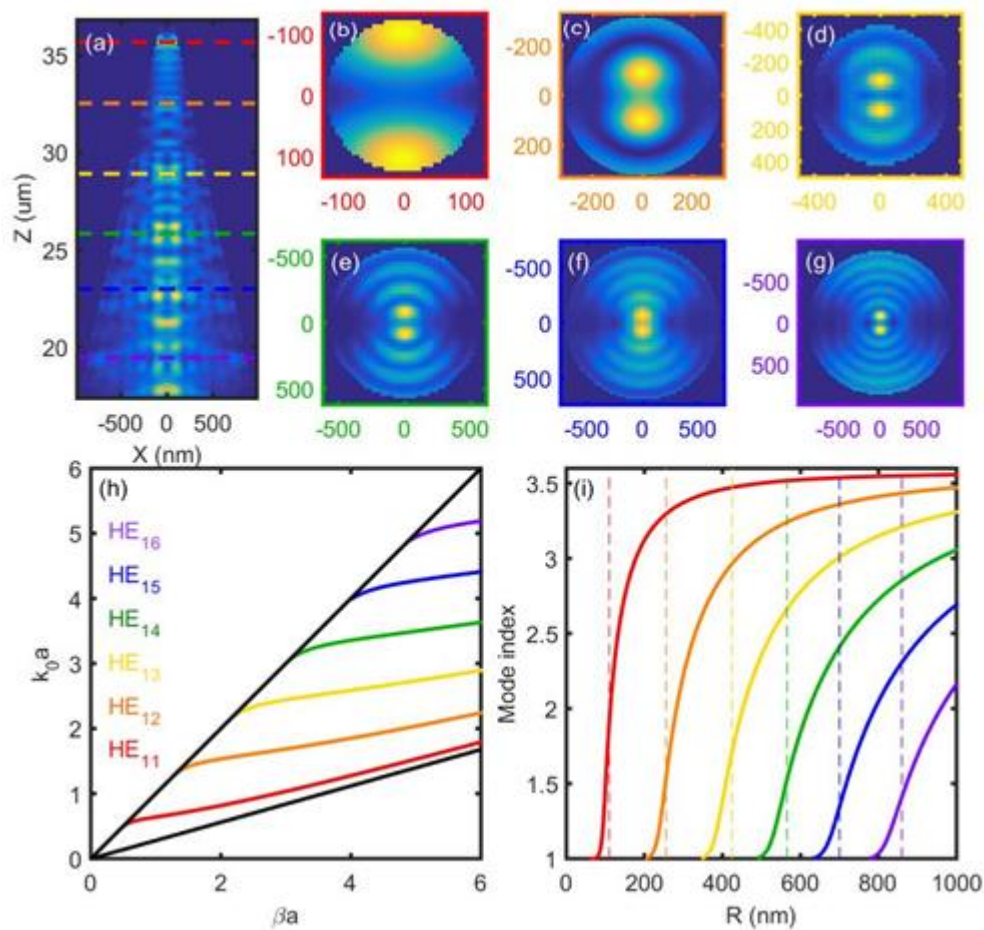 (a)
35
30
25
20
Z (um)
-500 0 500
X (nm)
(b)
-100
0
100
-100 0 100
(c)
-200
0
200
-200 0 200
(d)
-400
-200
0
200
400
-400 0 400
(e)
-500
0
500
-500 0 500
(f)
-500
0
500
-500 0 500
(g)
-500
0
500
-500 0 500
(h)
6
5
4
3
2
1
0
k₀a
HE₁₆
HE₁₅
HE₁₄
HE₁₃
HE₁₂
HE₁₁
0 2 4 6
βa
(i)
3.5
3
2.5
2
1.5
1
Mode index
0 200 400 600 800 1000
R (nm)